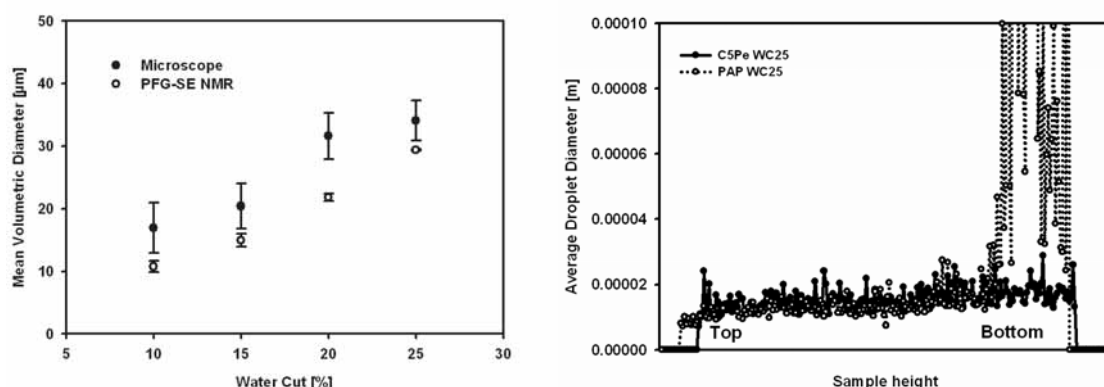 Mean Volumetric Diameter [µm]
50
40
30
20
10
0
Microscope
PFG-SE NMR
5
10
15
20
25
30
Water Cut [%]
Average Droplet Diameter [m]
0.00010
0.00008
0.00006
0.00004
0.00002
0.00000
C5Pe WC25
PAP WC25
Top
Bottom
Sample height